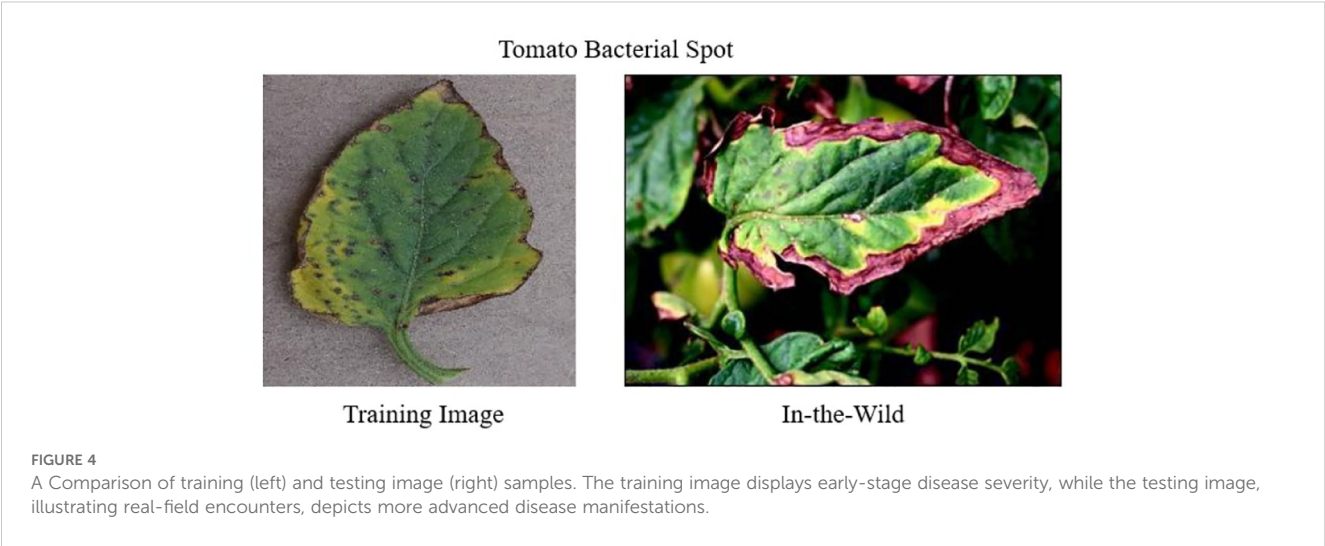 Tomato Bacterial Spot
Training Image
In-the-Wild
FIGURE 4
A Comparison of training (left) and testing image (right) samples. The training image displays early-stage disease severity, while the testing image,
illustrating real-field encounters, depicts more advanced disease manifestations.